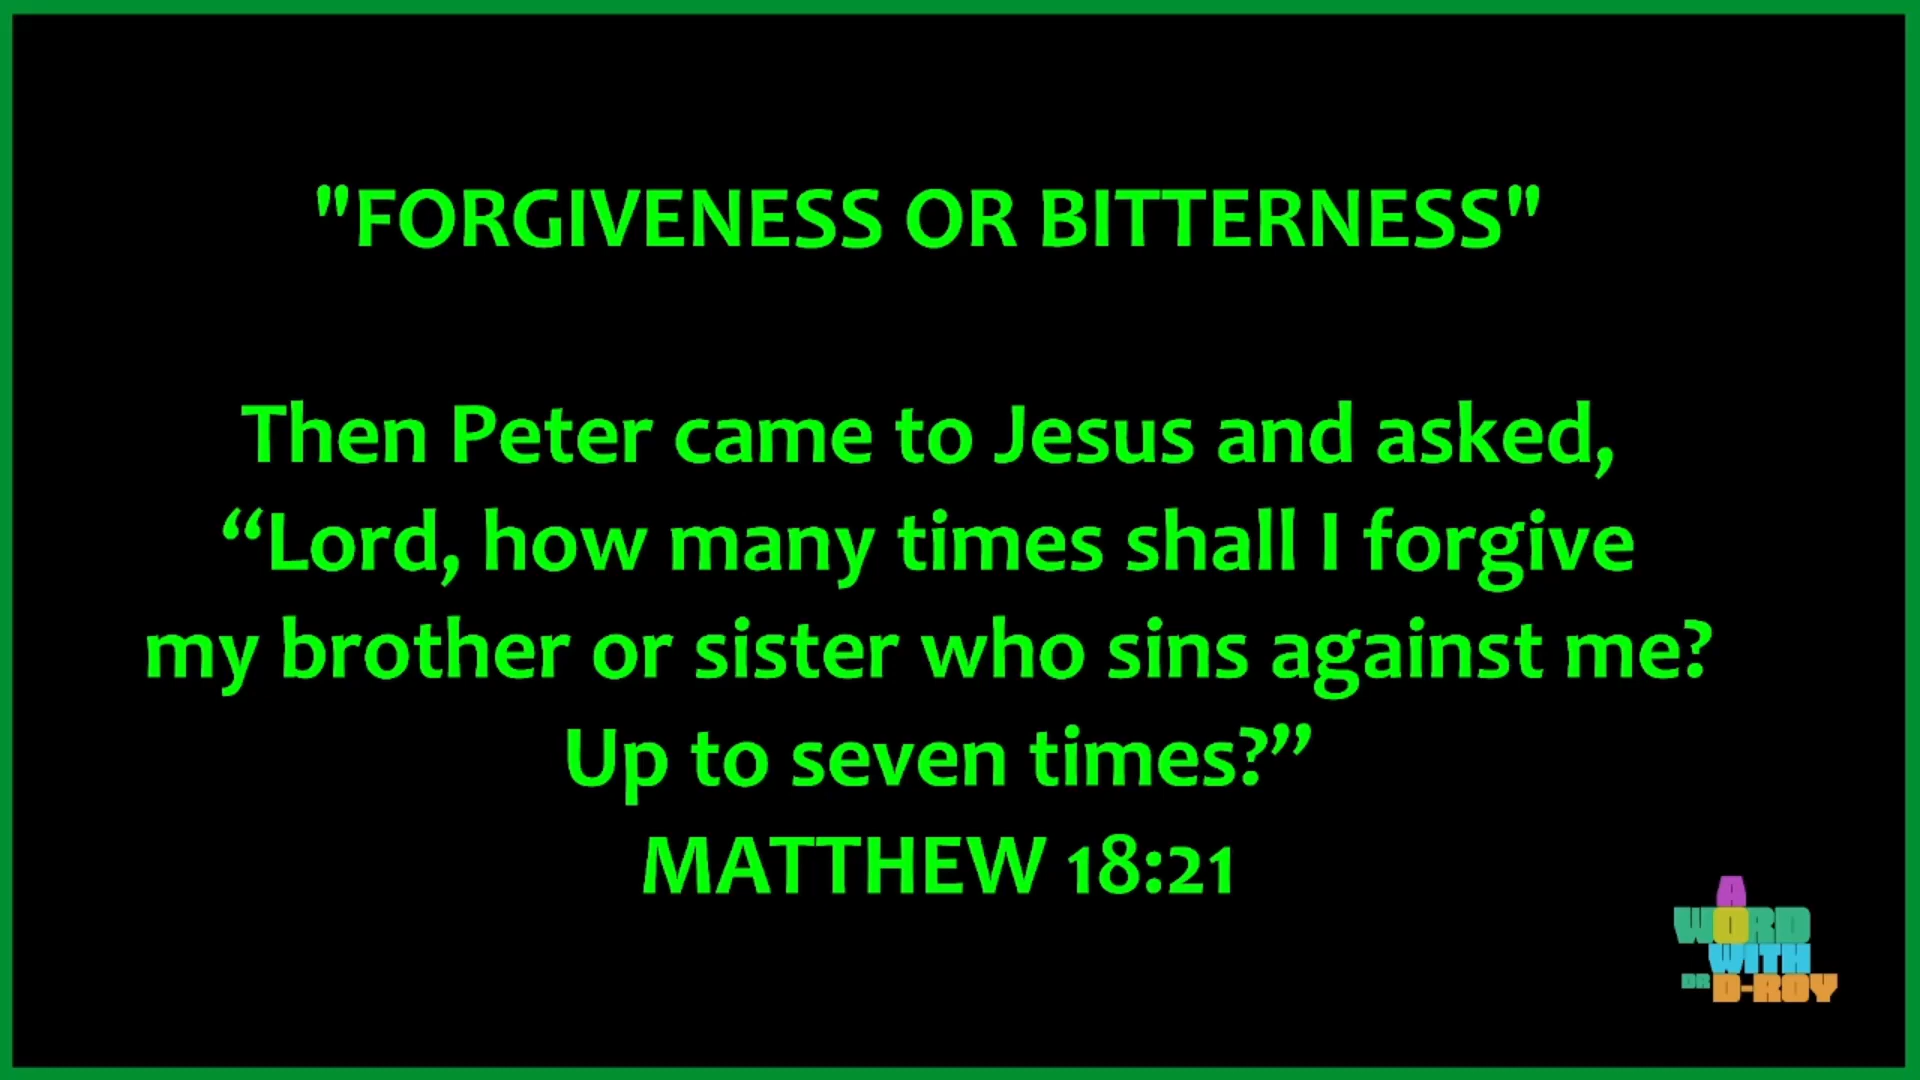 "FORGIVENESS OR BITTERNESS"
Then Peter came to Jesus and asked,
“Lord, how many times shall I forgive
my brother or sister who sins against me?
Up to seven times?”
MATTHEW 18:21
A
WORD
WITH
DR D-ROY